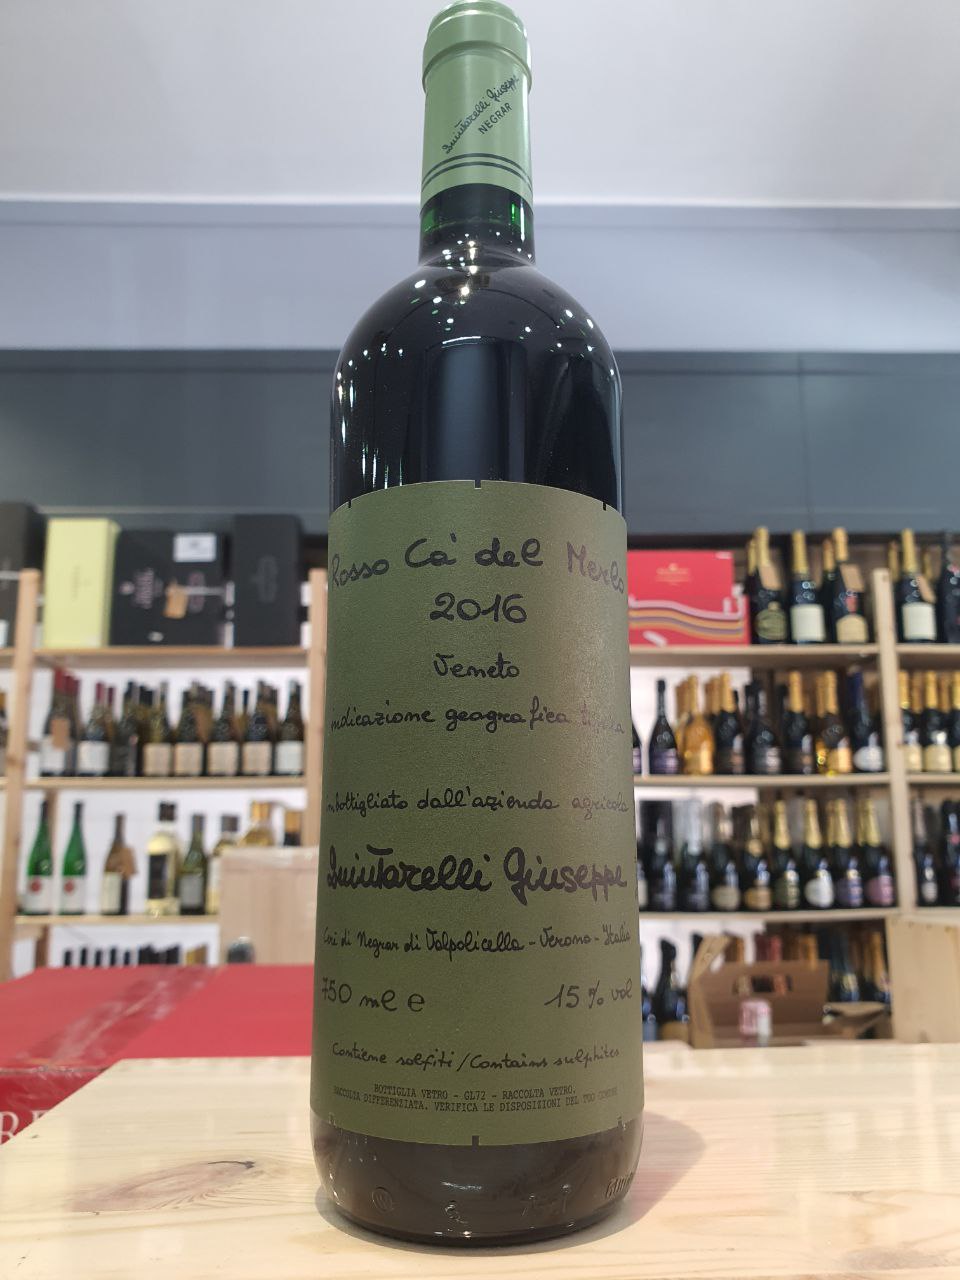 Quintarelli Giuseppe
NEGRAR
Rosso Ca' del Merlo
2016
Veneto
indicazione geografica tipica
imbottigliato dall'azienda agricola
Quintarelli Giuseppe
Cerè di Negrar di Valpolicella - Verona - Italia
750 ml e 15% vol
Contiene solfiti/Contains sulphites
BOTTIGLIA VETRO - GL72 - RACCOLTA VETRO.
RACCOLTA DIFFERENZIATA. VERIFICA LE DISPOSIZIONI DEL TUO COMUNE